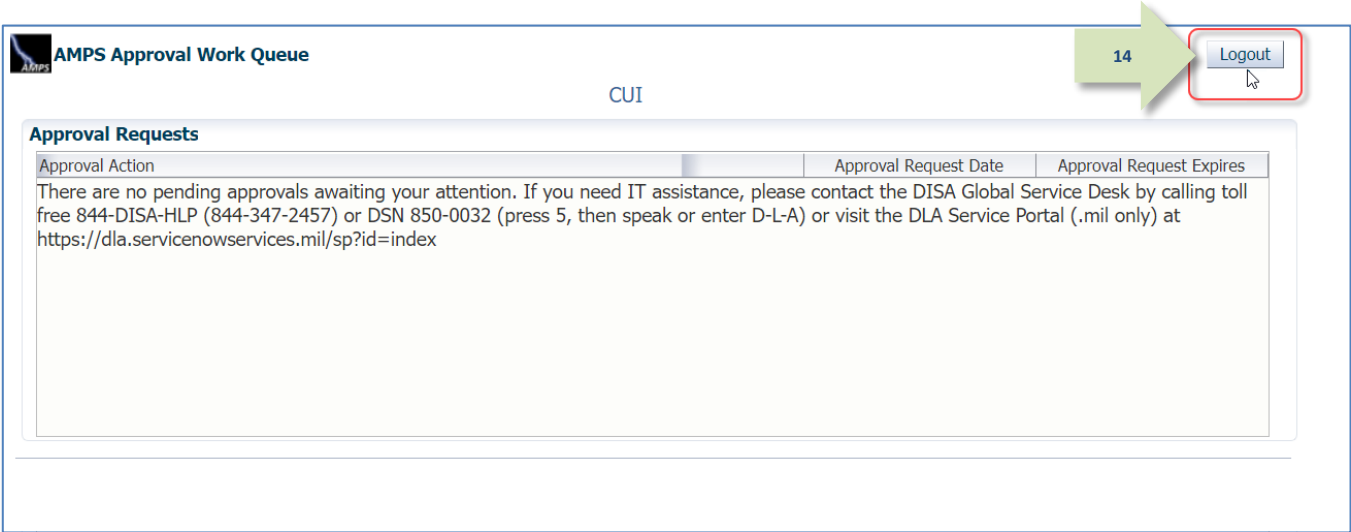 AMPS
AMPS Approval Work Queue
14
Logout
CUI
Approval Requests
Approval Action Approval Request Date Approval Request Expires
There are no pending approvals awaiting your attention. If you need IT assistance, please contact the DISA Global Service Desk by calling toll
free 844-DISA-HLP (844-347-2457) or DSN 850-0032 (press 5, then speak or enter D-L-A) or visit the DLA Service Portal (.mil only) at
https://dla.servicenowservices.mil/sp?id=index